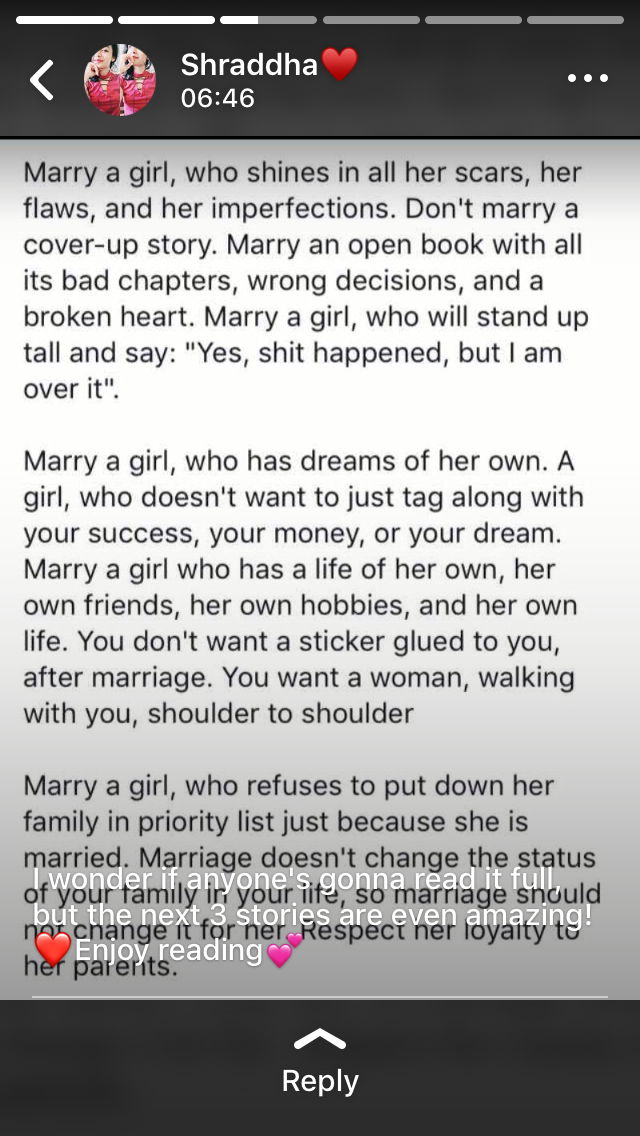 Shraddha❤️
06:46
Marry a girl, who shines in all her scars, her
flaws, and her imperfections. Don't marry a
cover-up story. Marry an open book with all
its bad chapters, wrong decisions, and a
broken heart. Marry a girl, who will stand up
tall and say: "Yes, shit happened, but I am
over it".
Marry a girl, who has dreams of her own. A
girl, who doesn't want to just tag along with
your success, your money, or your dream.
Marry a girl who has a life of her own, her
own friends, her own hobbies, and her own
life. You don't want a sticker glued to you,
after marriage. You want a woman, walking
with you, shoulder to shoulder
Marry a girl, who refuses to put down her
family in priority list just because she is
married. Marriage doesn't change the status
of your family in your life, so marriage should
not change it for her. Respect her loyalty to
her parents.
I wonder if anyone's gonna read it full,
but the next 3 stories are even amazing!
❤️Enjoy reading💕
Reply